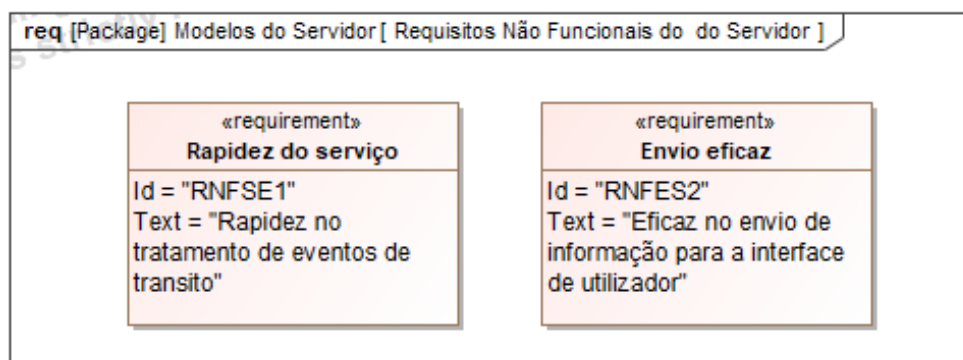 req [Package] Modelos do Servidor [ Requisitos Não Funcionais do  do Servidor ]
«requirement»
Rapidez do serviço
Id = "RNFSE1"
Text = "Rapidez no
tratamento de eventos de
transito"
«requirement»
Envio eficaz
Id = "RNFES2"
Text = "Eficaz no envio de
informação para a interface
de utilizador"